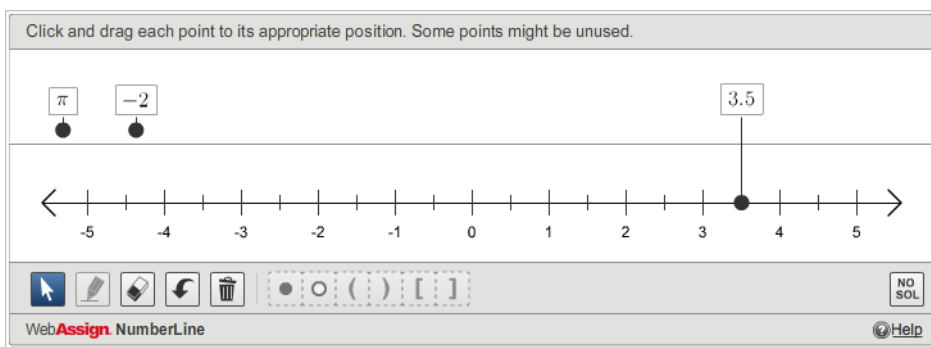 Click and drag each point to its appropriate position. Some points might be unused.
π −2 3.5
-5 -4 -3 -2 -1 0 1 2 3 4 5
( ) [ ] NO
SOL
WebAssign. NumberLine Help